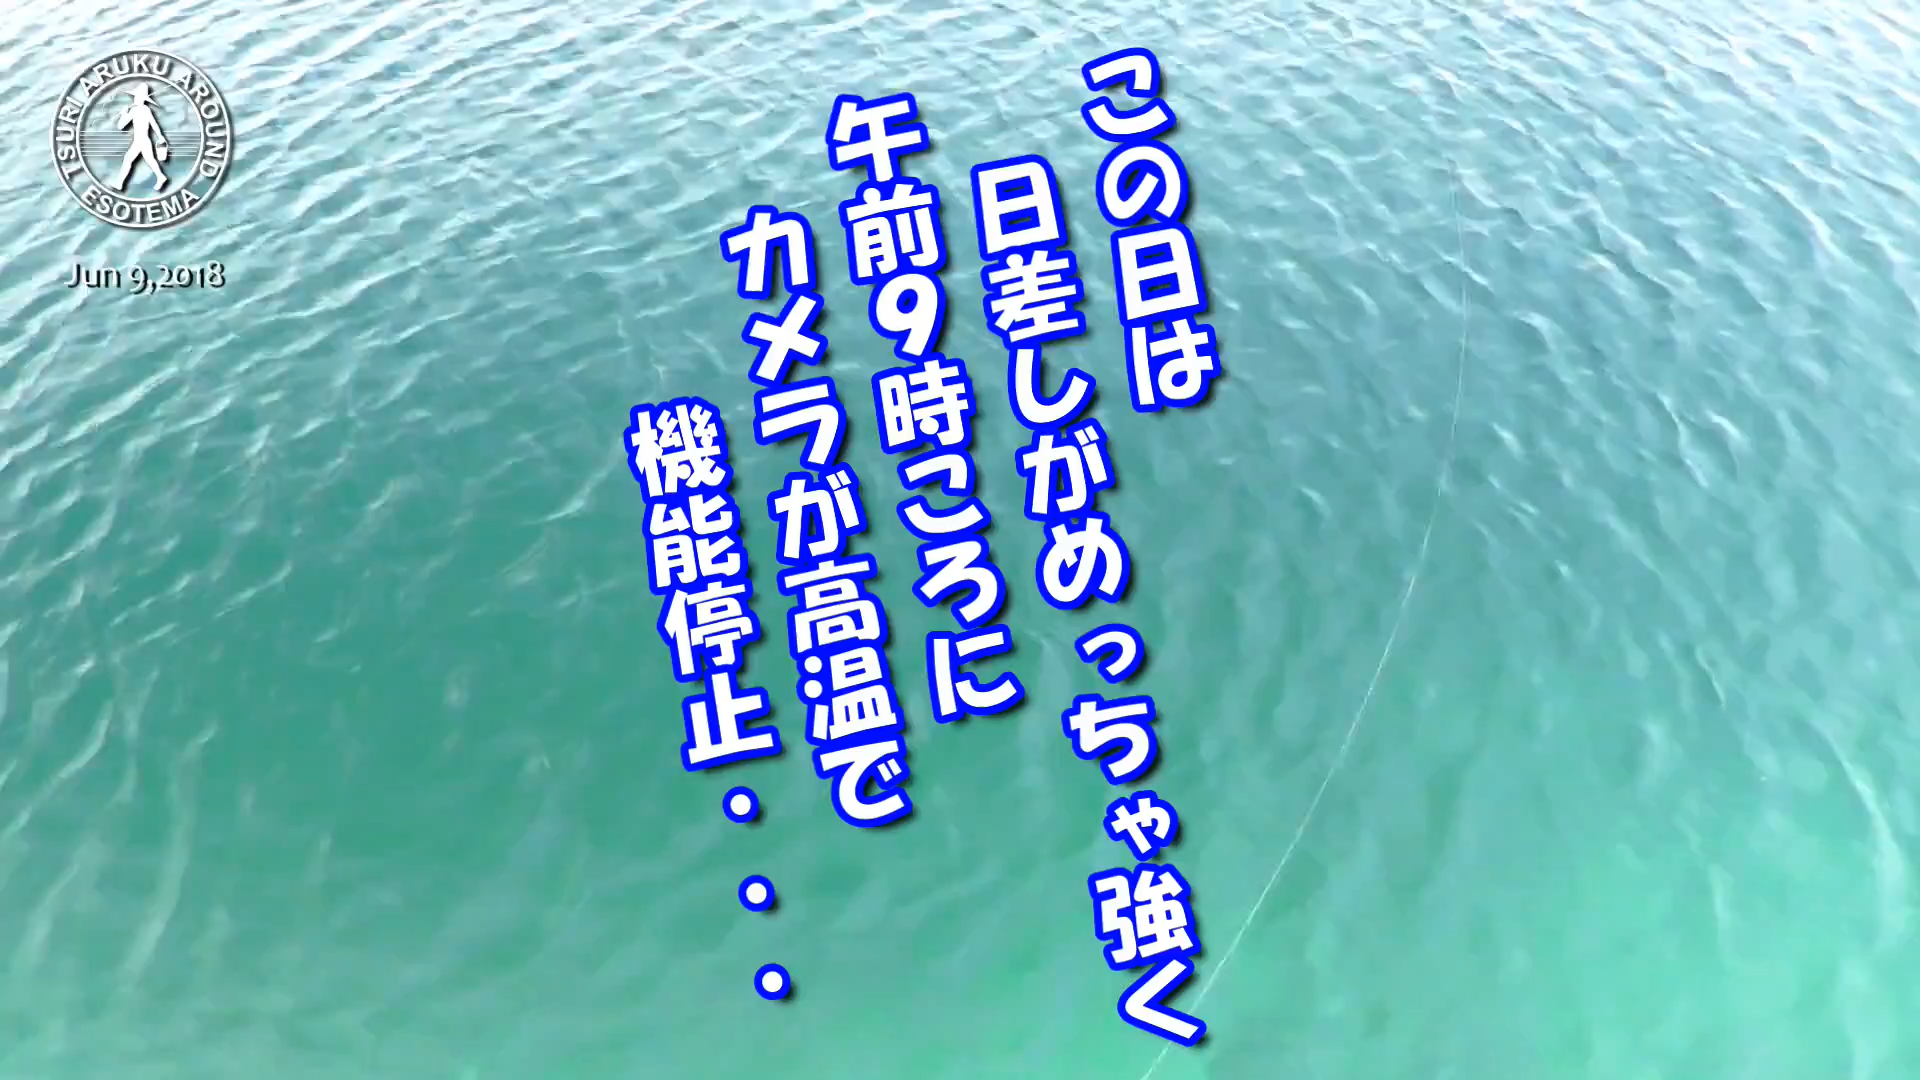 TSURI ARUKU AROUND
ESOTEMA
Jun 9,2018
この日は
日差しがめっちゃ強く
午前9時ころに
カメラが高温で
機能停止・・・